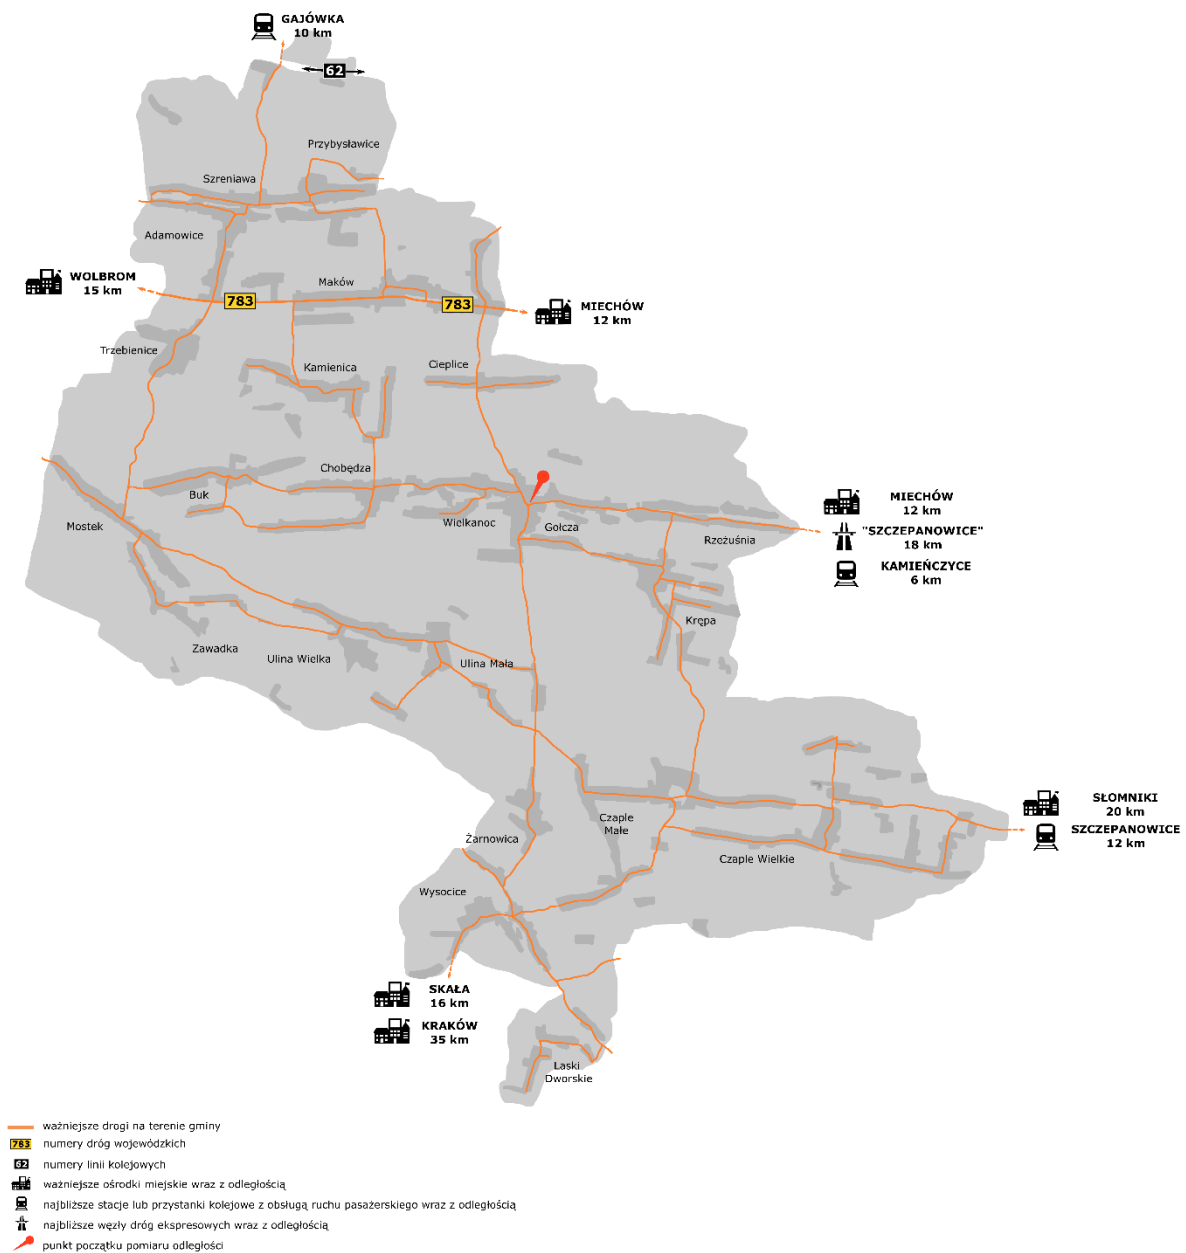 GAJÓWKA
10 km
62
Przybysławice
Szreniawa
Adamowice
WOLBROM
15 km
Maków
783
783
MIECHÓW
12 km
Trzebienice
Kamienica
Cieplice
Chobędza
Buk
Mostek
Wielkanoc
Gołcza
Rzeżuśnia
MIECHÓW
12 km
"SZCZEPANOWICE"
18 km
KAMIEŃCZYCE
6 km
Krępa
Zawadka
Ulina Wielka
Ulina Mała
SŁOMNIKI
20 km
SZCZEPANOWICE
12 km
Czaple
Małe
Żarnowica
Czaple Wielkie
Wysocice
SKAŁA
16 km
KRAKÓW
35 km
Laski
Dworskie
ważniejsze drogi na terenie gminy
783 numery dróg wojewódzkich
62 numery linii kolejowych
ważniejsze ośrodki miejskie wraz z odległością
najbliższe stacje lub przystanki kolejowe z obsługą ruchu pasażerskiego wraz z odległością
najbliższe węzły dróg ekspresowych wraz z odległością
punkt początku pomiaru odległości